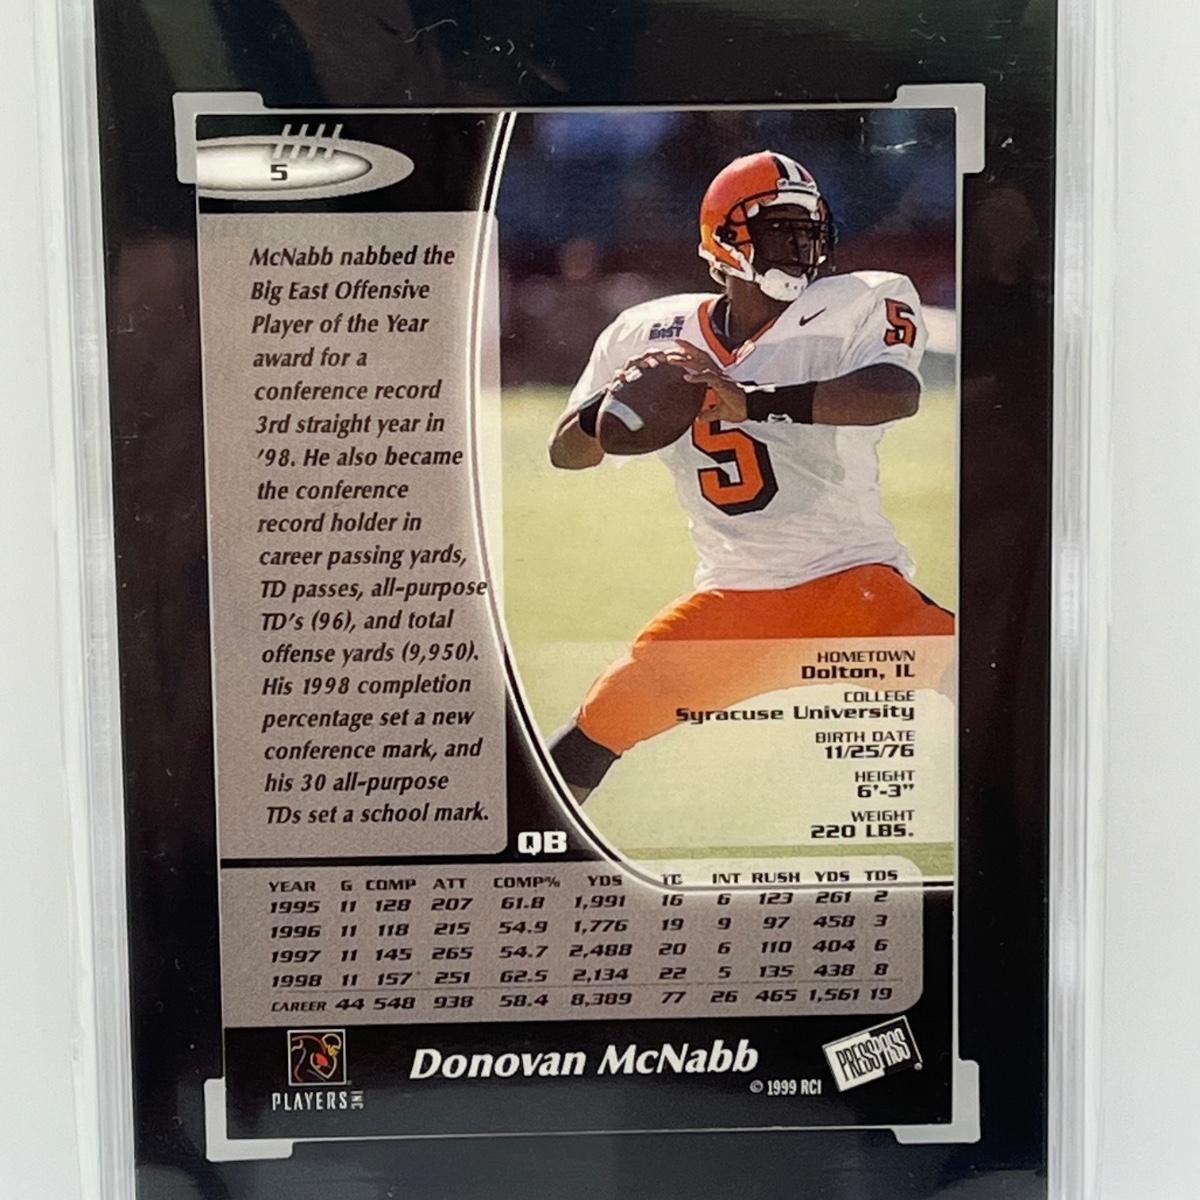 5
McNabb nabbed the
Big East Offensive
Player of the Year
award for a
conference record
3rd straight year in
'98. He also became
the conference
record holder in
career passing yards,
TD passes, all-purpose
TD's (96), and total
offense yards (9,950).
His 1998 completion
percentage set a new
conference mark, and
his 30 all-purpose
TDs set a school mark.
EAST
5
5
HOMETOWN
Dolton, IL
COLLEGE
Syracuse University
BIRTH DATE
11/25/76
HEIGHT
6'-3"
WEIGHT
220 LBS.
QB
YEAR G COMP ATT COMP% YDS INT RUSH YDS TDS
1995 11 128 207 61.8 1,991 16 6 123 261 2
1996 11 118 215 54.9 1,776 19 9 97 458 3
1997 11 145 265 54.7 2,488 20 6 110 404 6
1998 11 157 251 62.5 2,134 22 5 135 438 8
CAREER 44 548 938 58.4 8,389 77 26 465 1,561 19
Donovan McNabb
PRESS PASS
© 1999 RCI
PLAYERS INC